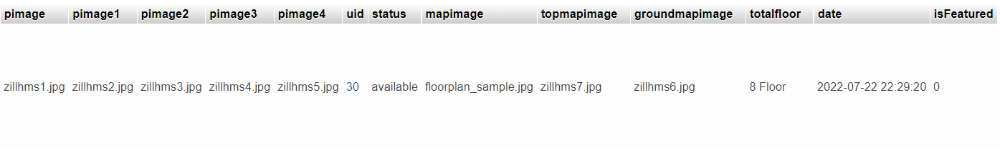 pimage pimage1 pimage2 pimage3 pimage4 uid status mapimage topmapimage groundmapimage totalfloor date isFeatured
zillhms1.jpg zillhms2.jpg zillhms3.jpg zillhms4.jpg zillhms5.jpg 30 available floorplan_sample.jpg zillhms7.jpg zillhms6.jpg 8 Floor 2022-07-22 22:29:20 0